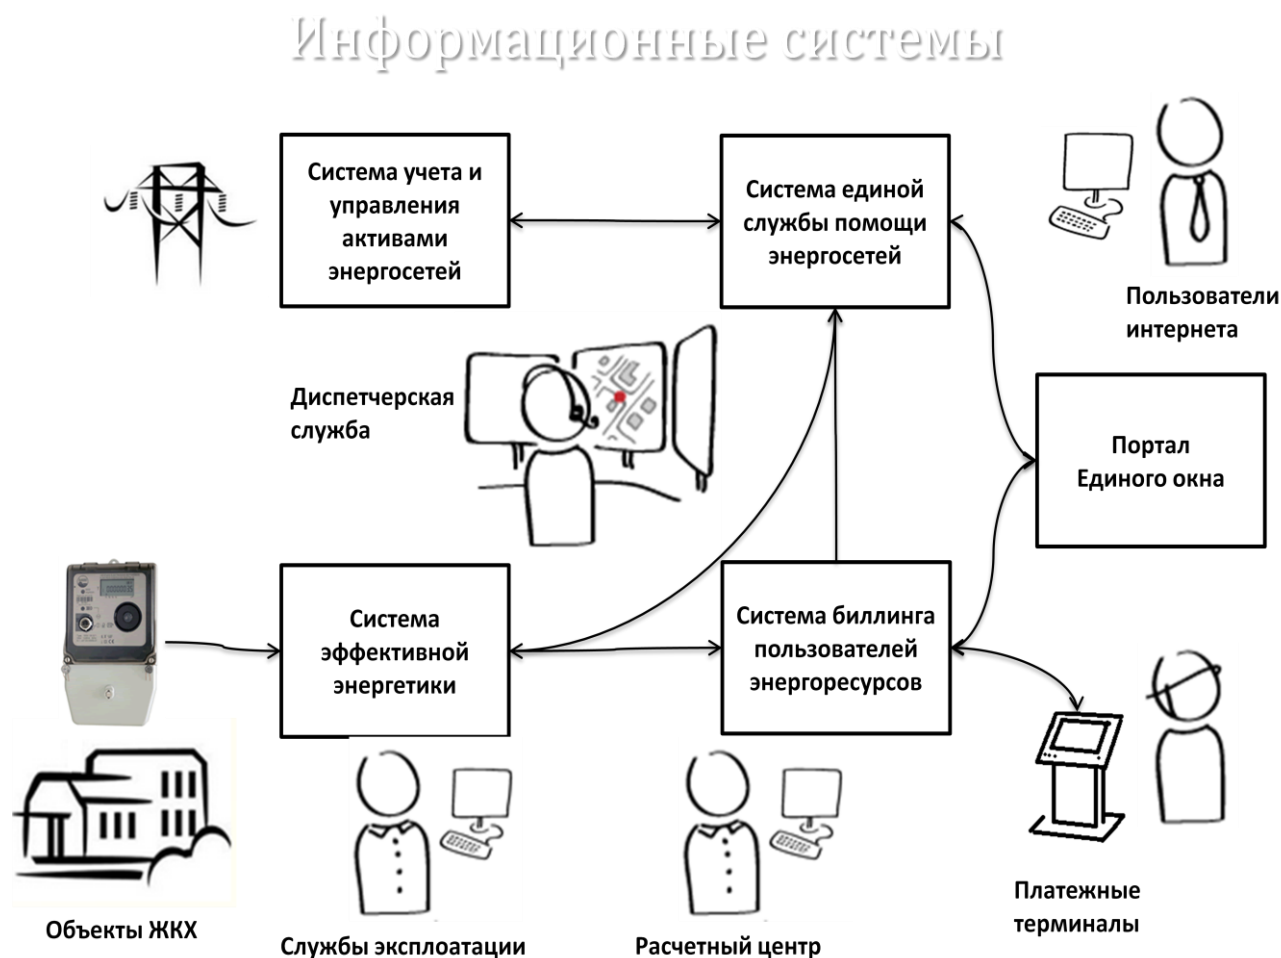 Информационные системы
Система учета и
управления
активами
энергосетей
Система единой
службы помощи
энергосетей
Пользователи
интернета
Диспетчерская
служба
Портал
Единого окна
Система
эффективной
энергетики
Система биллинга
пользователей
энергоресурсов
Объекты ЖКХ
Службы эксплоатации
Расчетный центр
Платежные
терминалы